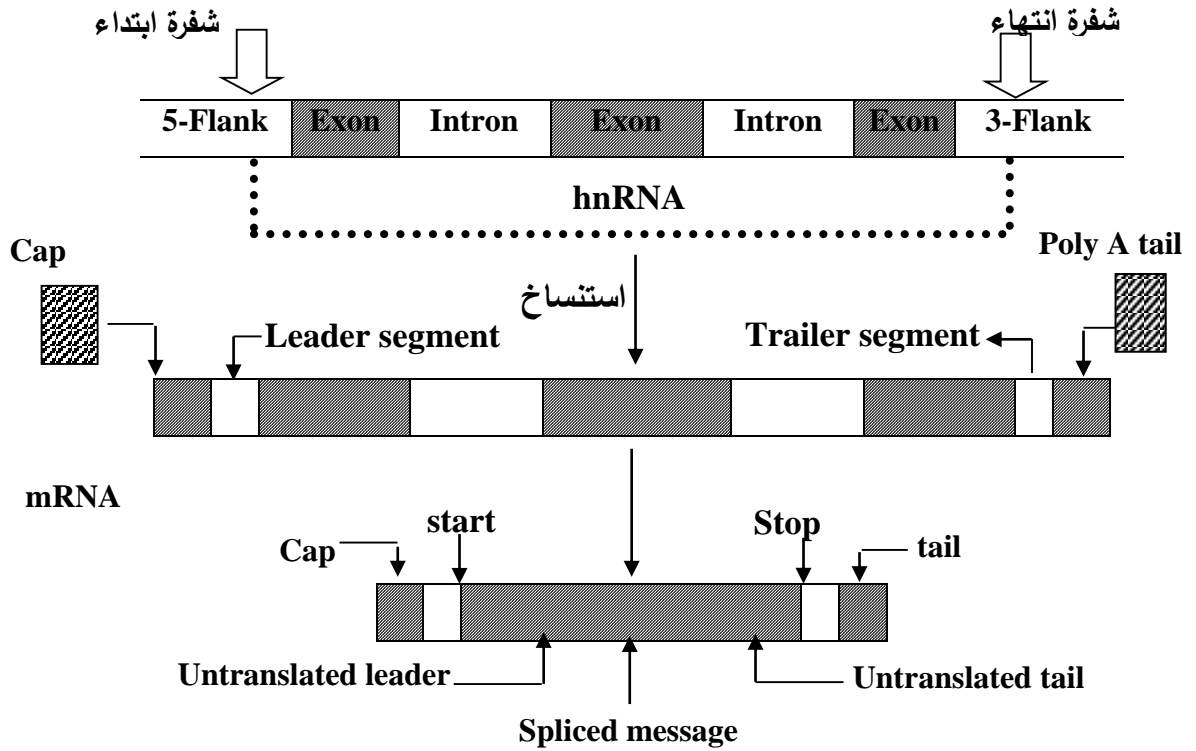 شفرة ابتداء
شفرة انتهاء
5-Flank Exon Intron Exon Intron Exon 3-Flank
hnRNA
Cap
Poly A tail
استنساخ
Leader segment
Trailer segment
mRNA
start
Stop
Cap
tail
Untranslated leader
Untranslated tail
Spliced message